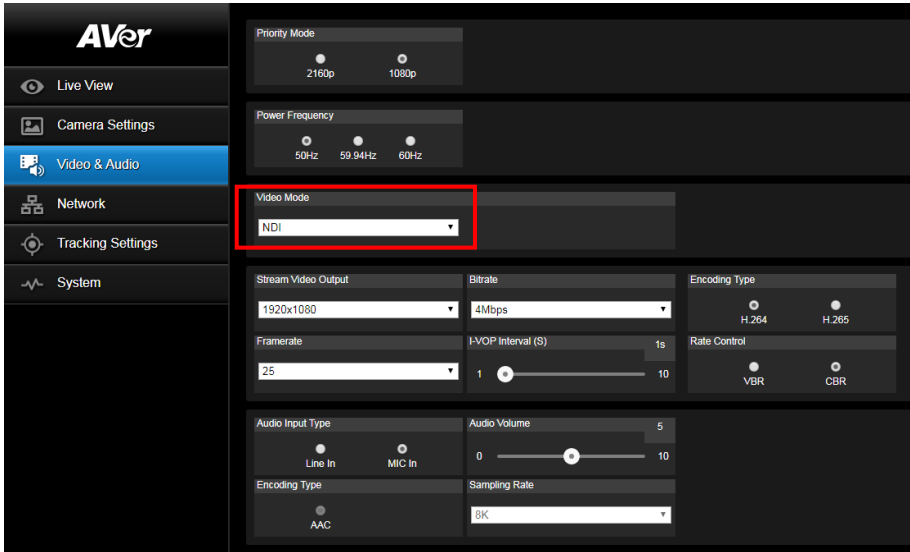 AVer
Live View
Camera Settings
Video & Audio
Network
Tracking Settings
System
Priority Mode
2160p 1080p
Power Frequency
50Hz 59.94Hz 60Hz
Video Mode
NDI
Stream Video Output Bitrate Encoding Type
1920x1080 4Mbps H.264 H.265
Framerate I-VOP Interval (S) 1s Rate Control
25 1 10 VBR CBR
Audio Input Type Audio Volume 5
Line In MIC In 0 10
Encoding Type Sampling Rate
AAC 8K